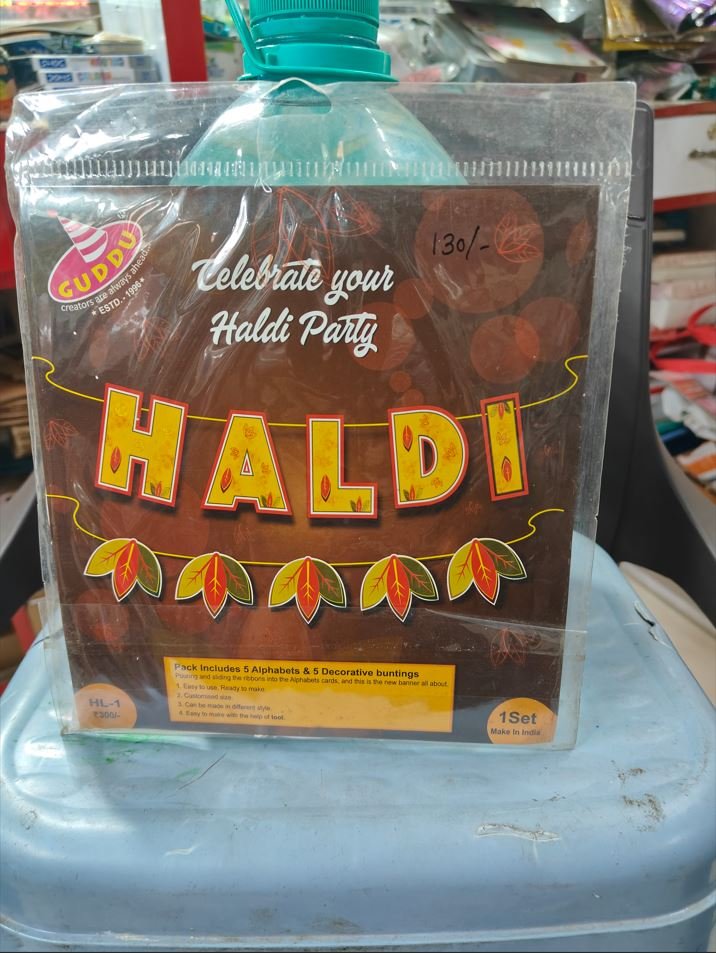 GUDDU
creators are always ahead..
* ESTD.- 1996 *
130/-
Celebrate your
Haldi Party
HALDI
Pack Includes 5 Alphabets & 5 Decorative buntings
Pouring and sliding the ribbons into the Alphabets cards, and this is the new banner all about.
1. Easy to use, Ready to make.
2. Customised size.
3. Can be made in different style.
4. Easy to make with the help of tool.
HL-1
₹300/-
1Set
Make In India